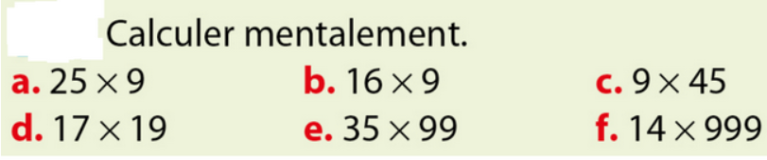 Calculer mentalement.
a. 25 × 9 b. 16 × 9 c. 9 × 45
d. 17 × 19 e. 35 × 99 f. 14 × 999